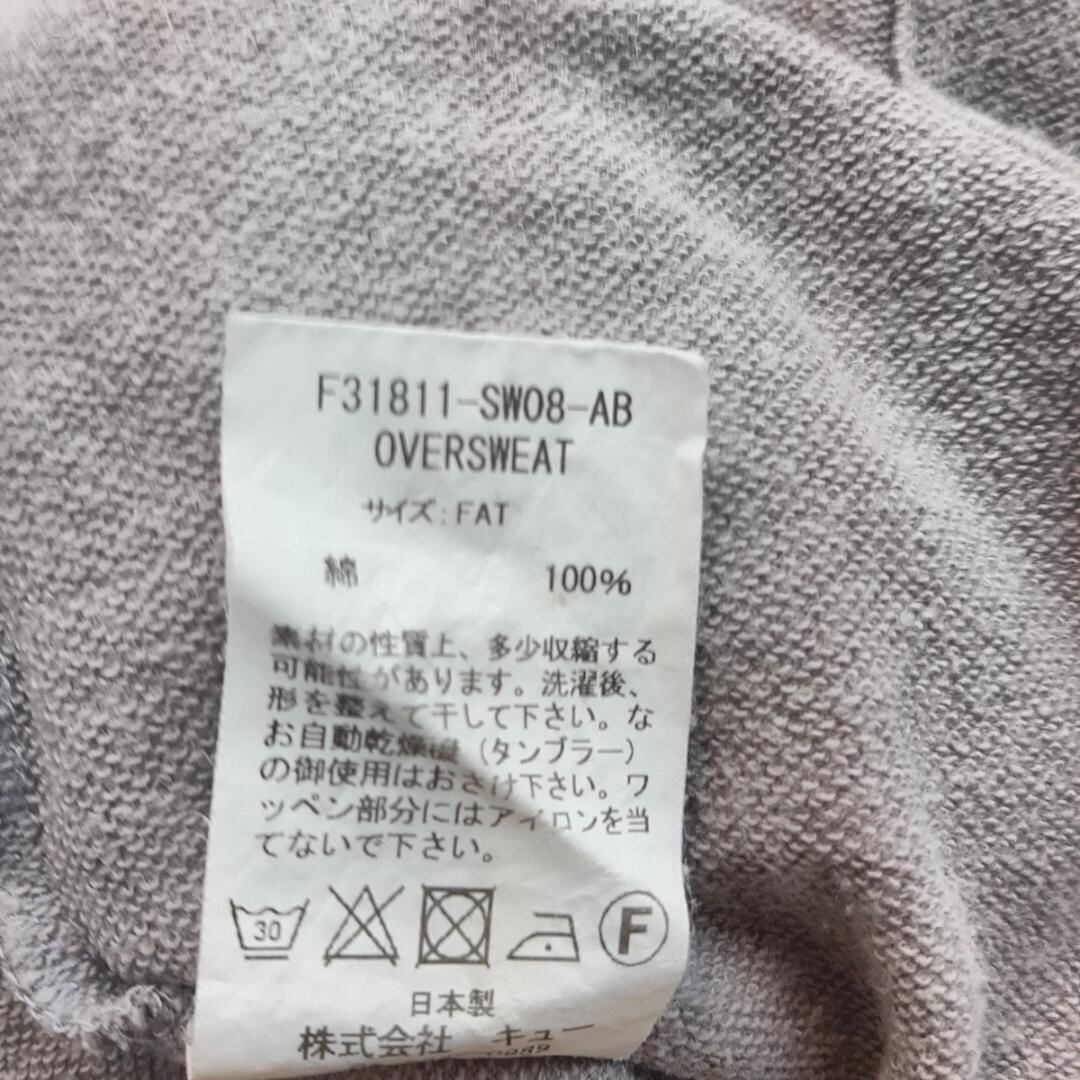 F31811-SW08-AB
OVERSWEAT
サイズ:FAT
綿 100%
素材の性質上、多少収縮する
可能性があります。洗濯後、
形を整えて干して下さい。な
お自動乾燥機(タンブラー)
の御使用はおさけ下さい。ワ
ッペン部分にはアイロンを当
てないで下さい。
30
F
日本製
株式会社 キュー